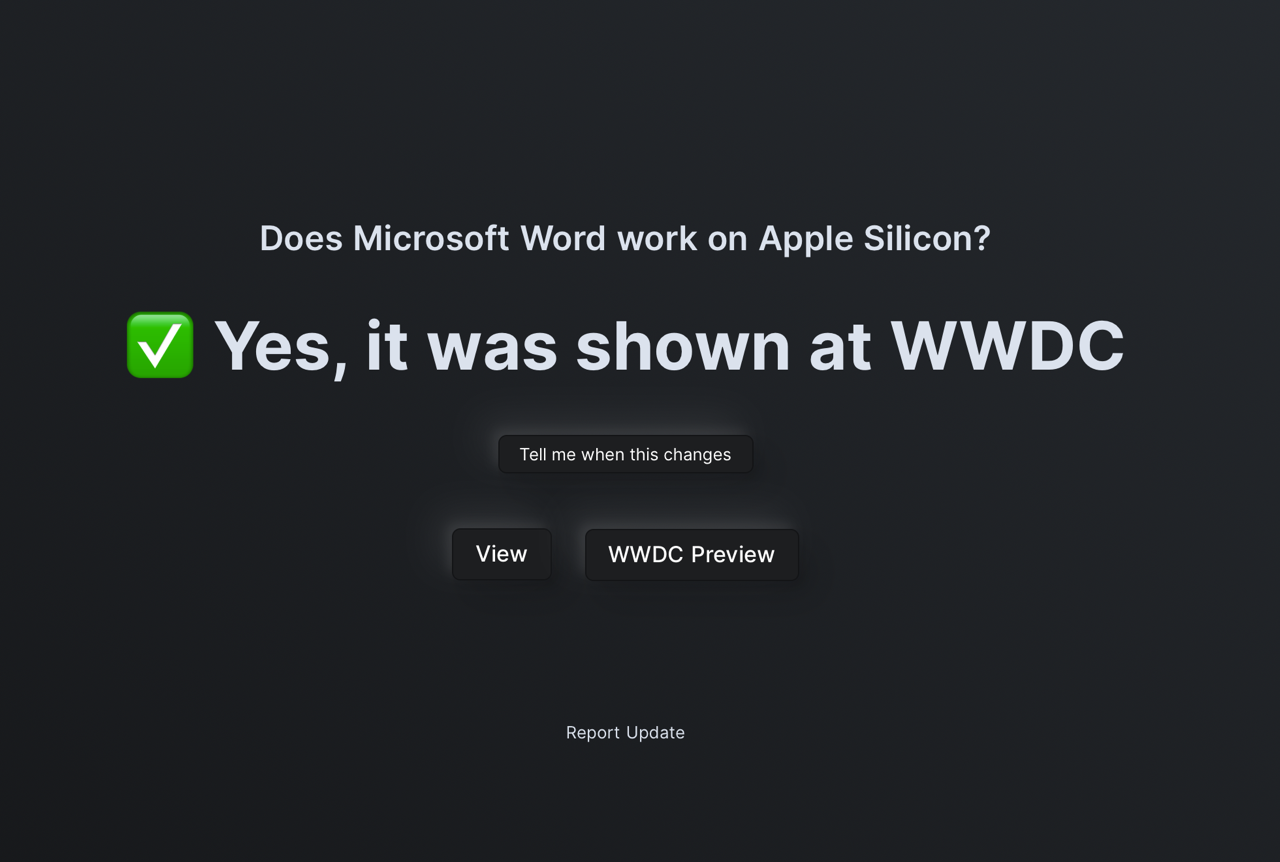 Does Microsoft Word work on Apple Silicon?
✅ Yes, it was shown at WWDC
Tell me when this changes
View
WWDC Preview
Report Update